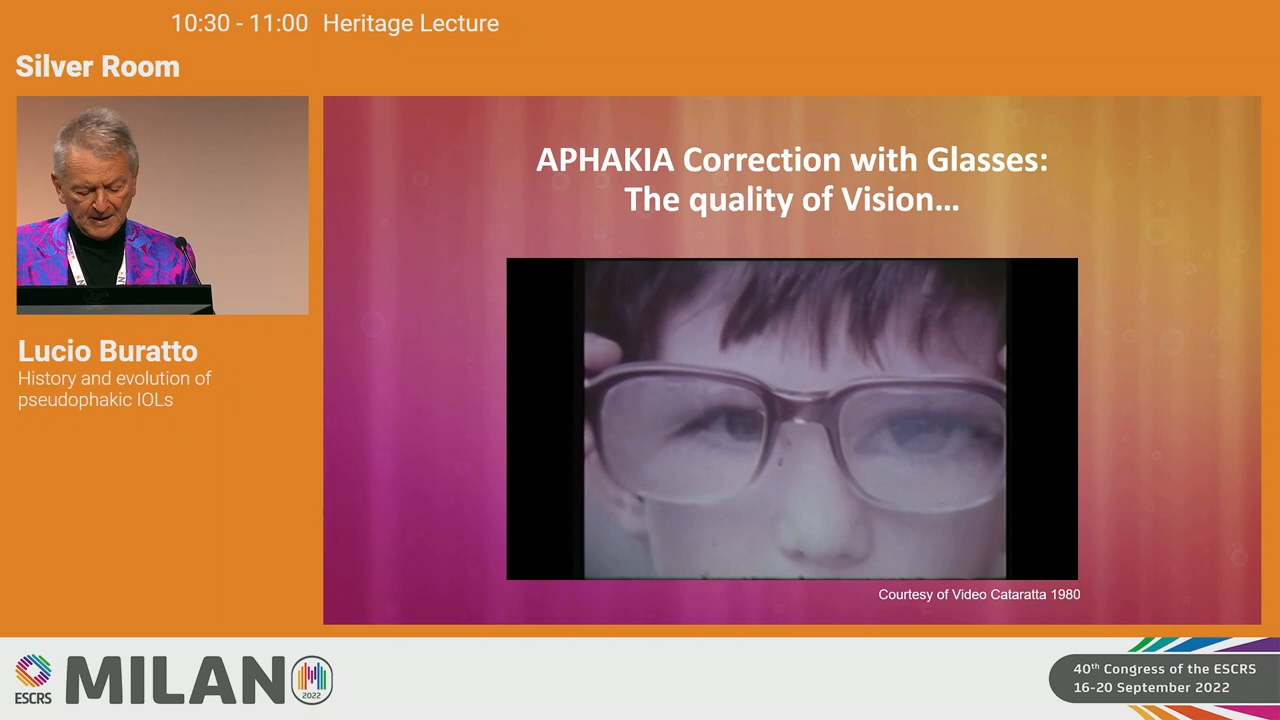 10:30 - 11:00 Heritage Lecture
Silver Room
APHAKIA Correction with Glasses:
The quality of Vision...
Lucio Buratto
History and evolution of
pseudophakic IOLs
Courtesy of Video Cataratta 1980
ESCRS
MILANO
2022
40th Congress of the ESCRS
16-20 September 2022